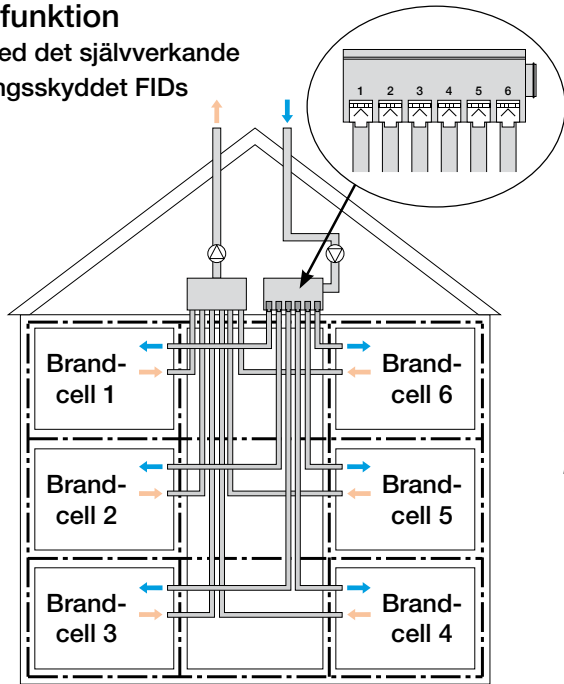 funktion
ed det självverkande
ngsskyddet FIDs
1 2 3 4 5 6
Brand-
cell 1
Brand-
cell 6
Brand-
cell 2
Brand-
cell 5
Brand-
cell 3
Brand-
cell 4